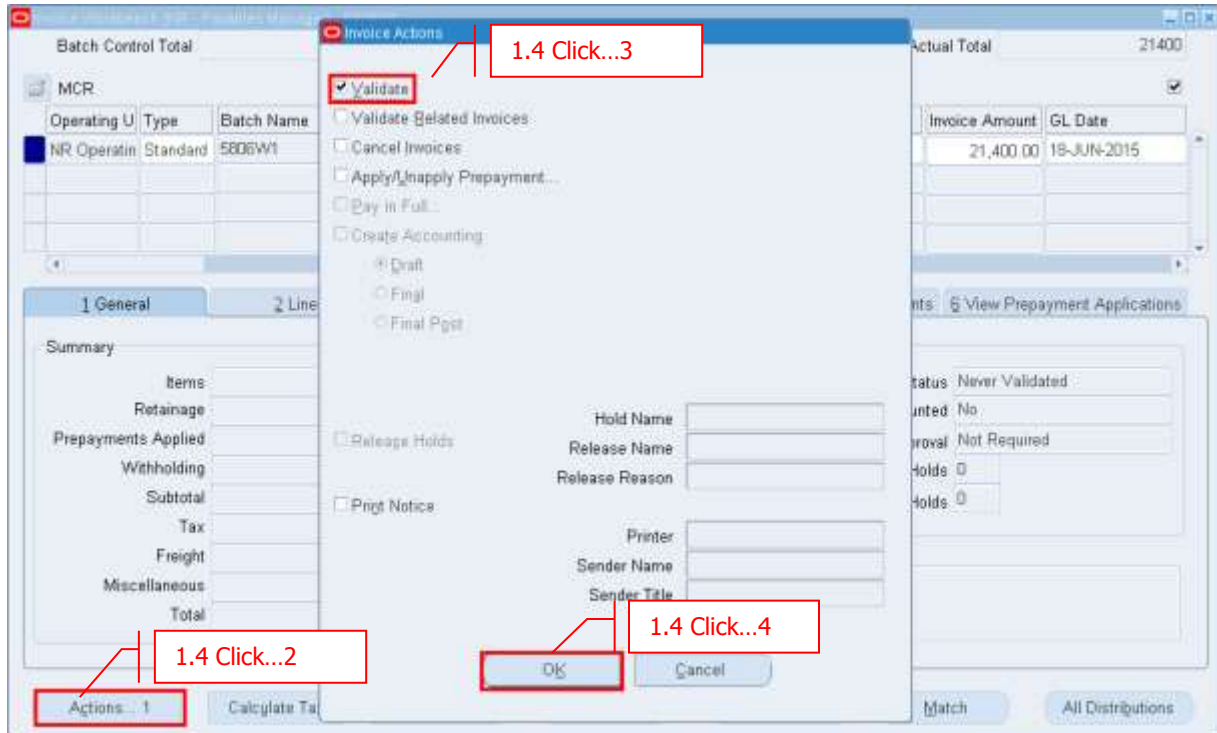 Invoice Actions
Batch Control Total
Actual Total
21400
1.4 Click...3
MCR
Validate
Operating U
Type
Batch Name
Invoice Amount
GL Date
NR Operatin
Standard
5806W1
21,400.00
18-JUN-2015
Validate Related Invoices
Cancel Invoices
Apply/Unapply Prepayment...
Pay in Full...
Create Accounting
Draft
Final
Final Post
1 General
2 Line
nts
6 View Prepayment Applications
Summary
Items
Retainage
Prepayments Applied
Withholding
Subtotal
Tax
Freight
Miscellaneous
Total
tatus
Never Validated
unted
No
proval
Not Required
Holds
0
Holds
0
Hold Name
Release Holds
Release Name
Release Reason
Print Notice
Printer
Sender Name
Sender Title
1.4 Click...4
1.4 Click...2
OK
Cancel
Actions... 1
Calculate Ta
Match
All Distributions